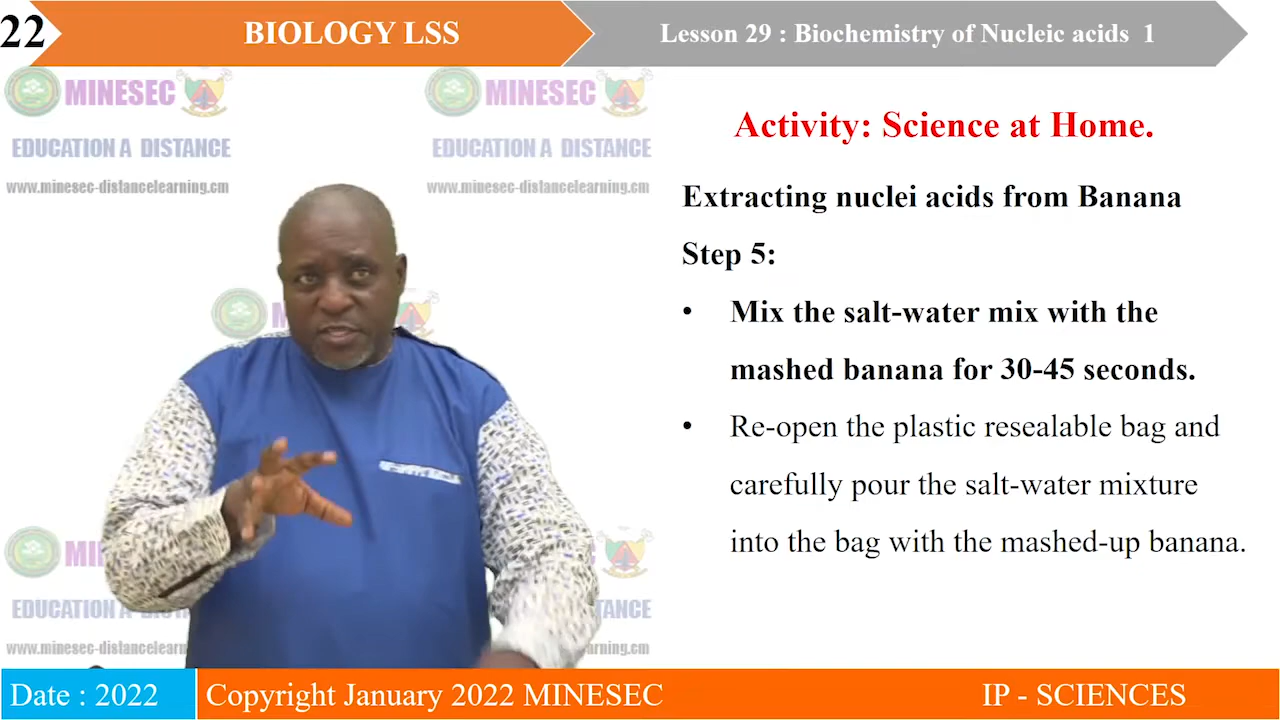 22
BIOLOGY LSS
Lesson 29 : Biochemistry of Nucleic acids 1
MINESEC
MINESEC
EDUCATION A DISTANCE
EDUCATION A DISTANCE
www.minesec-distancelearning.cm
www.minesec-distancelearning.cm
Activity: Science at Home.
Extracting nuclei acids from Banana
Step 5:
• Mix the salt-water mix with the
mashed banana for 30-45 seconds.
• Re-open the plastic resealable bag and
carefully pour the salt-water mixture
into the bag with the mashed-up banana.
Date : 2022
Copyright January 2022 MINESEC
IP - SCIENCES